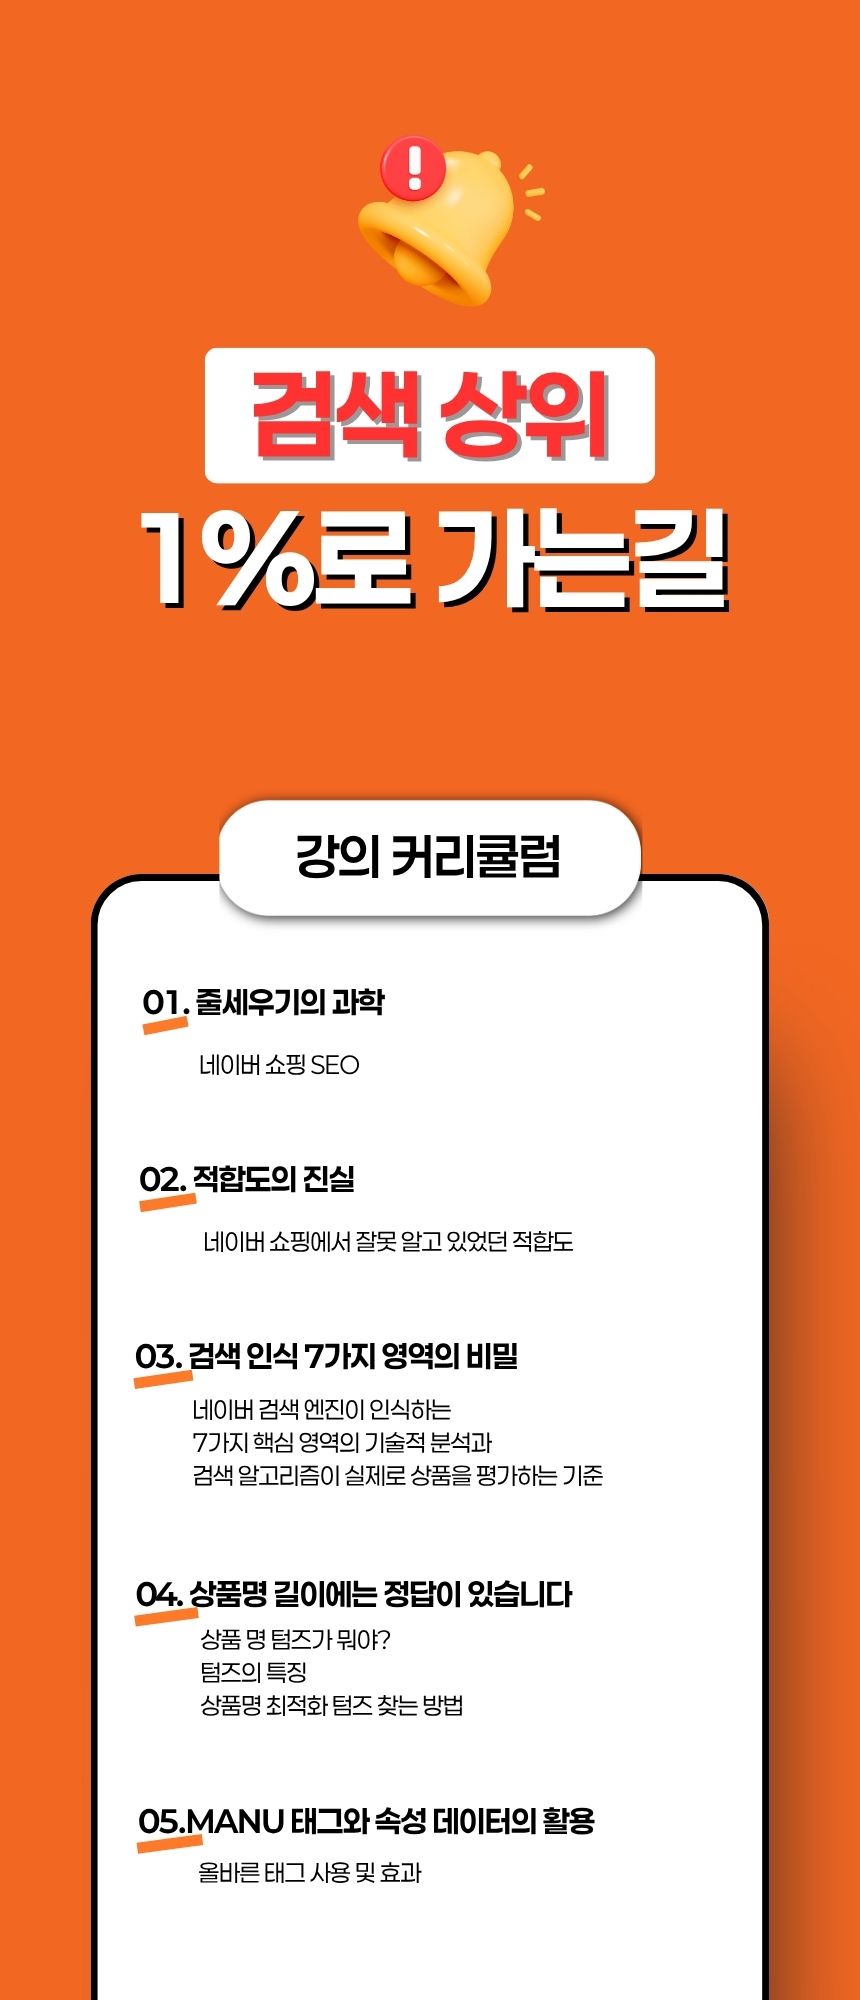 검색 상위
1%로 가는길
강의 커리큘럼
01. 줄세우기의 과학
네이버 쇼핑 SEO
02. 적합도의 진실
네이버 쇼핑에서 잘못 알고 있었던 적합도
03. 검색 인식 7가지 영역의 비밀
네이버 검색 엔진이 인식하는
7가지 핵심 영역의 기술적 분석과
검색 알고리즘이 실제로 상품을 평가하는 기준
04. 상품명 길이에는 정답이 있습니다
상품 명 텀즈가 뭐야?
텀즈의 특징
상품명 최적화 텀즈 찾는 방법
05.MANU 태그와 속성 데이터의 활용
올바른 태그 사용 및 효과